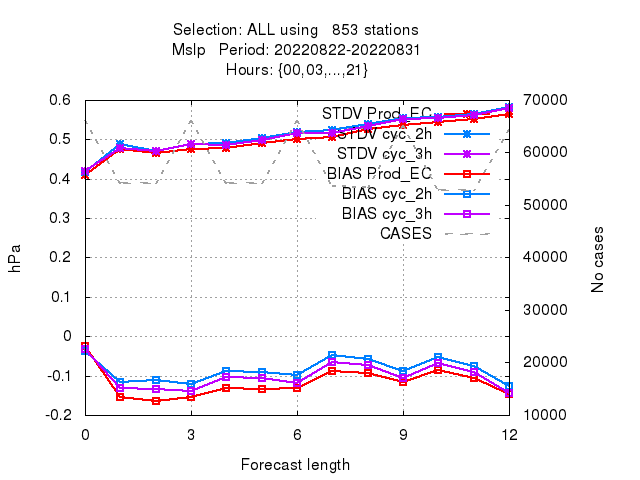 Selection: ALL using   853 stations
Mslp   Period: 20220822-20220831
Hours: {00,03,...,21}
0.6
0.5
0.4
0.3
0.2
0.1
0
-0.1
-0.2
hPa
STDV Prod_EC
STDV cyc_2h
STDV cyc_3h
BIAS Prod_EC
BIAS cyc_2h
BIAS cyc_3h
CASES
70000
60000
50000
40000
30000
20000
10000
No cases
0 3 6 9 12
Forecast length